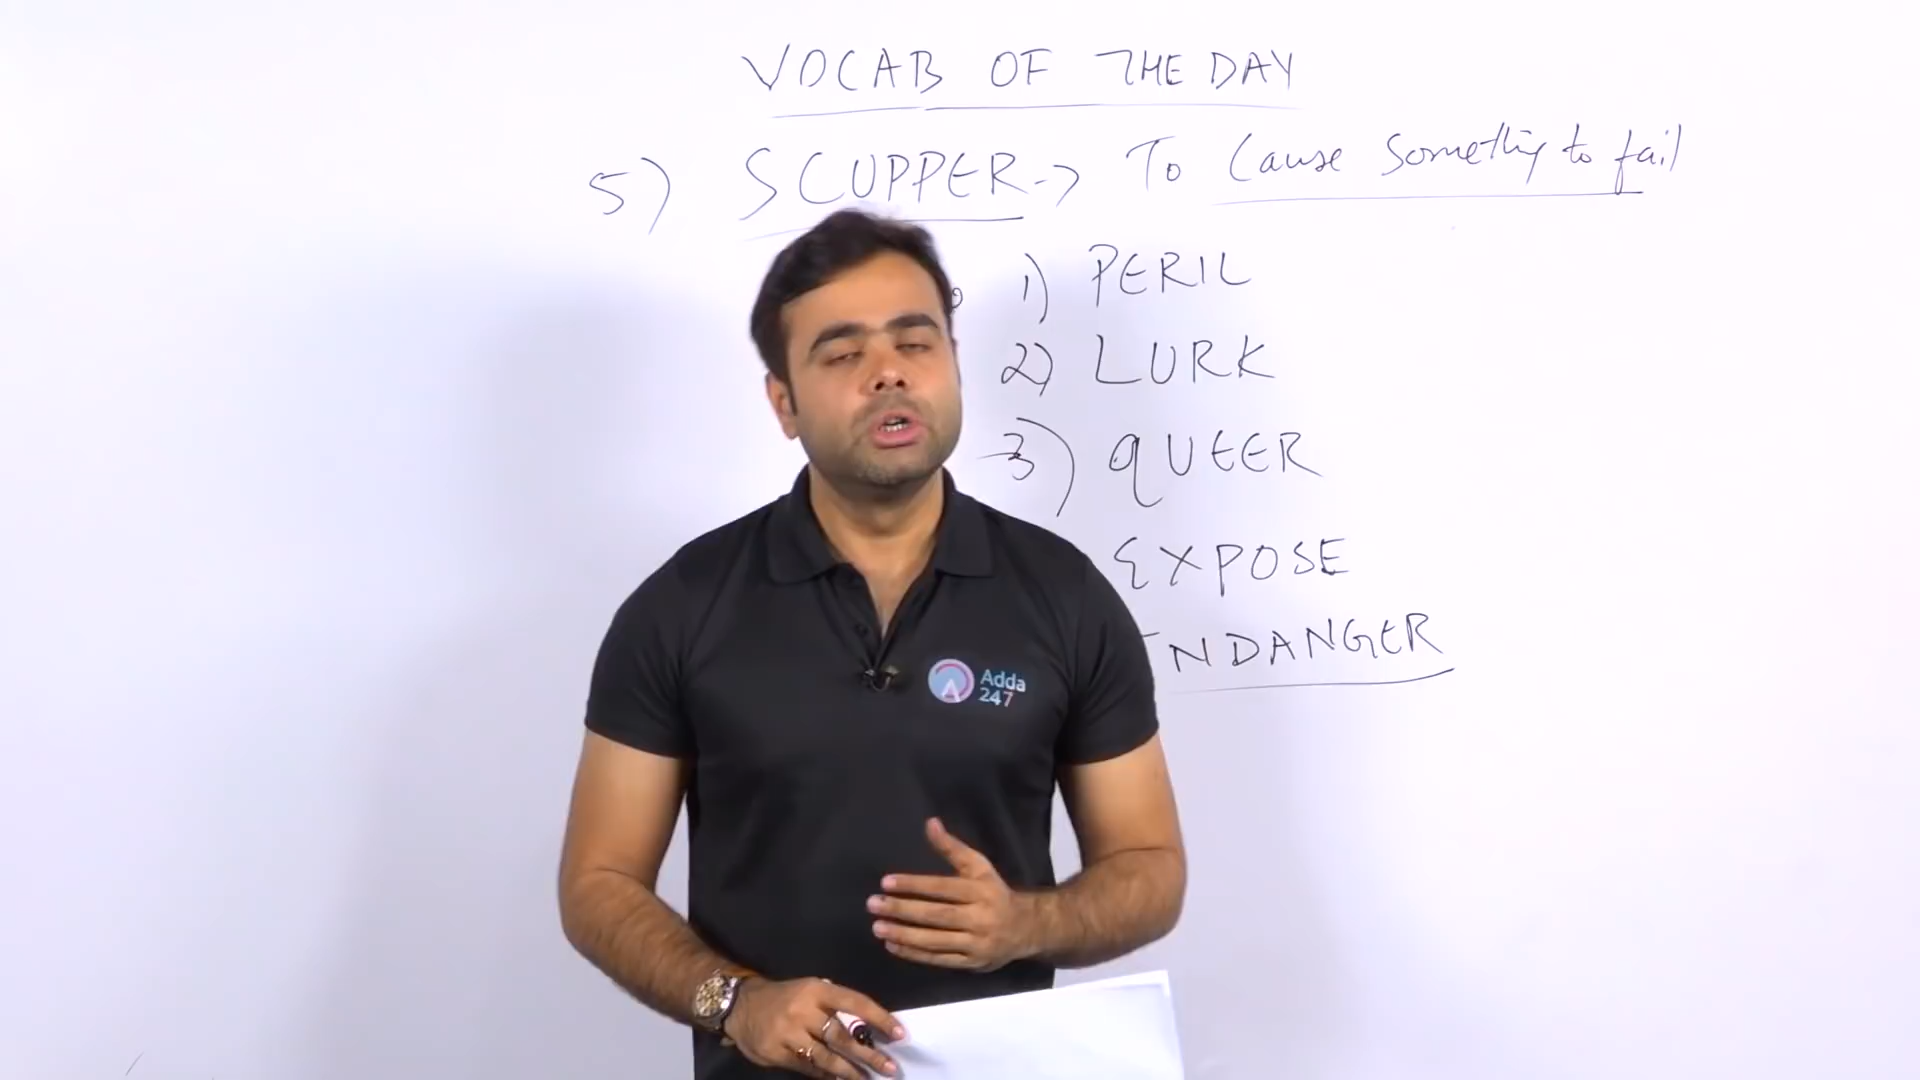 VOCAB OF THE DAY
5) SCUPPER -> To Cause Something to fail
1) PERIL
2) LURK
3) QUEER
EXPOSE
NDANGER
Adda
247